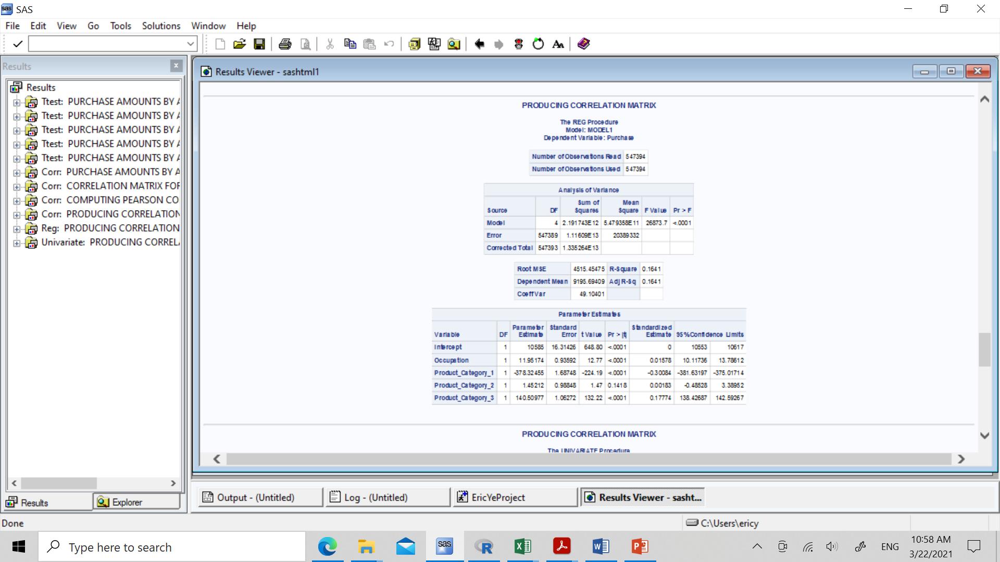 SAS
File Edit View Go Tools Solutions Window Help
Results
Results
Ttest: PURCHASE AMOUNTS BY A
Ttest: PURCHASE AMOUNTS BY A
Ttest: PURCHASE AMOUNTS BY A
Ttest: PURCHASE AMOUNTS BY A
Ttest: PURCHASE AMOUNTS BY A
Corr: PURCHASE AMOUNTS BY A
Corr: CORRELATION MATRIX FOR
Corr: COMPUTING PEARSON CO
Corr: PRODUCING CORRELATION
Reg: PRODUCING CORRELATION
Univariate: PRODUCING CORREL
Results Explorer
Results Viewer - sashtml1
PRODUCING CORRELATION MATRIX
The REG Procedure
Model: MODEL1
Dependent Variable: Purchase
Number of Observations Read 547394
Number of Observations Used 547394
Analysis of Variance
Source DF Sum of Squares Mean Square F Value Pr > F
Model 4 2.191743E12 5.479358E11 26873.7 <.0001
Error 547389 1.11609E13 20389332
Corrected Total 547393 1.335264E13
Root MSE 4515.45475 R-Square 0.1641
Dependent Mean 9195.69409 Adj R-Sq 0.1641
Coeff Var 49.10401
Parameter Estimates
Variable DF Parameter Estimate Standard Error t Value Pr > |t| Standardized Estimate 95% Confidence Limits
Intercept 1 10585 16.31426 648.80 <.0001 0 10553 10617
Occupation 1 11.95174 0.93592 12.77 <.0001 0.01578 10.11736 13.78612
Product_Category_1 1 -378.32455 1.68748 -224.19 <.0001 -0.30084 -381.63197 -375.01714
Product_Category_2 1 1.45212 0.98848 1.47 0.1418 0.00183 -0.48528 3.38952
Product_Category_3 1 140.50977 1.06272 132.22 <.0001 0.17774 138.42687 142.59267
PRODUCING CORRELATION MATRIX
The UNIVARIATE Procedure
Output - (Untitled) Log - (Untitled) EricYeProject Results Viewer - sasht...
Done C:\Users\ericy
Type here to search
ENG
10:58 AM
3/22/2021